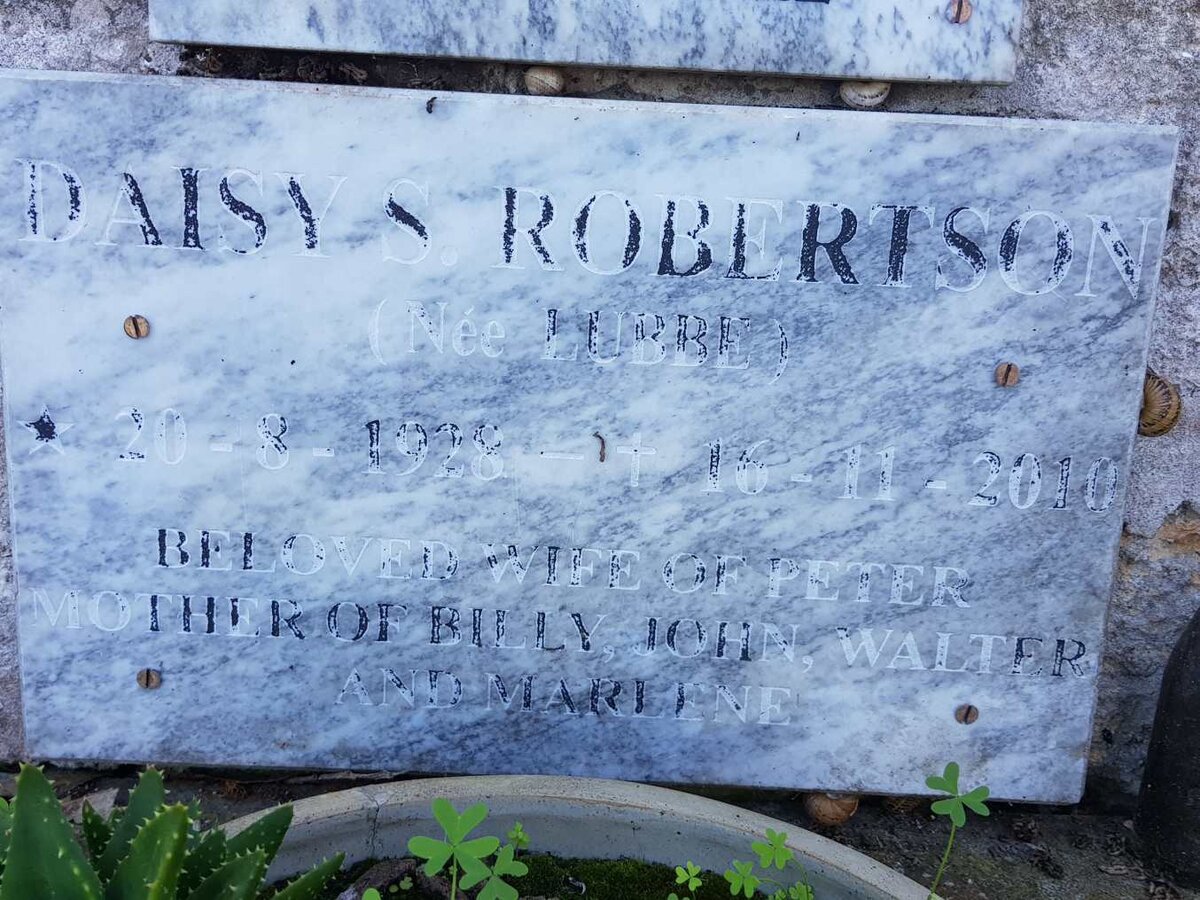 DAISY S. ROBERTSON
(Née LUBBE)
★ 20-8-1928 – † 16-11-2010
BELOVED WIFE OF PETER
MOTHER OF BILLY, JOHN, WALTER
AND MARLENE